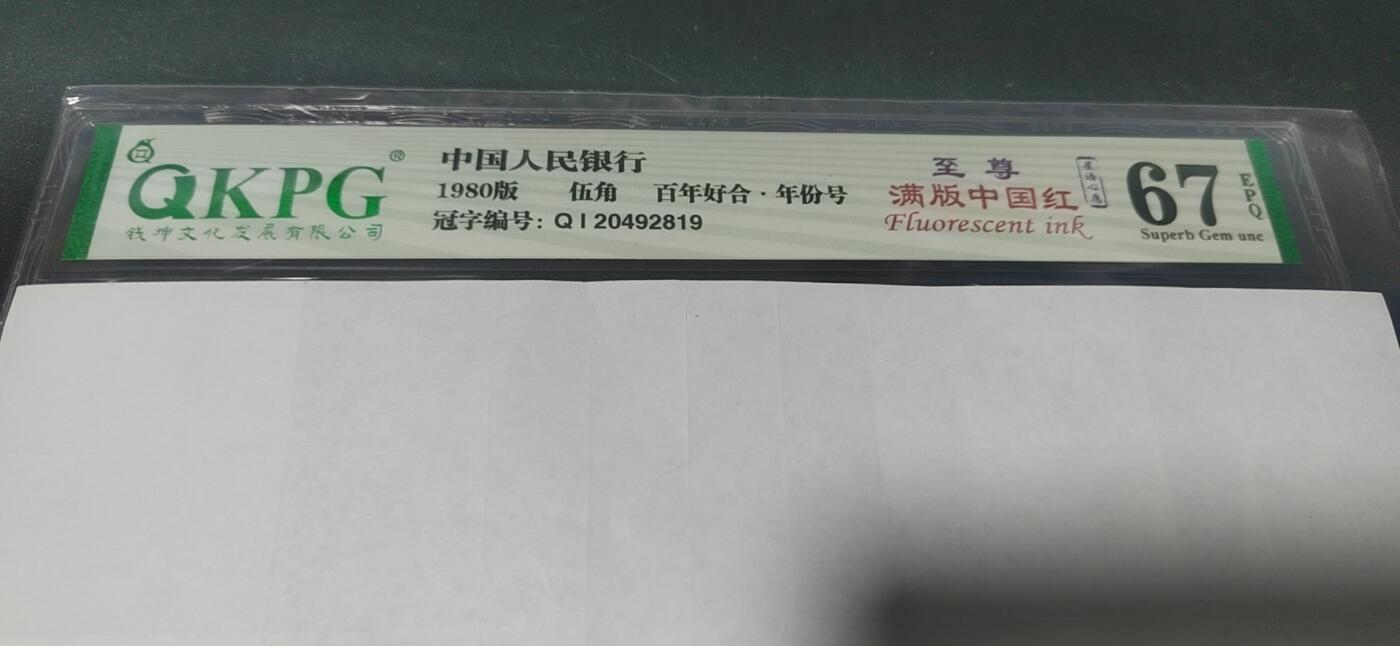 QKPG®
钱坤文化发展有限公司
中国人民银行
1980版 伍角 百年好合·年份号
冠字编号: QI20492819
至尊
满版中国红
Fluorescent ink
67
EPQ
Superb Gem unc